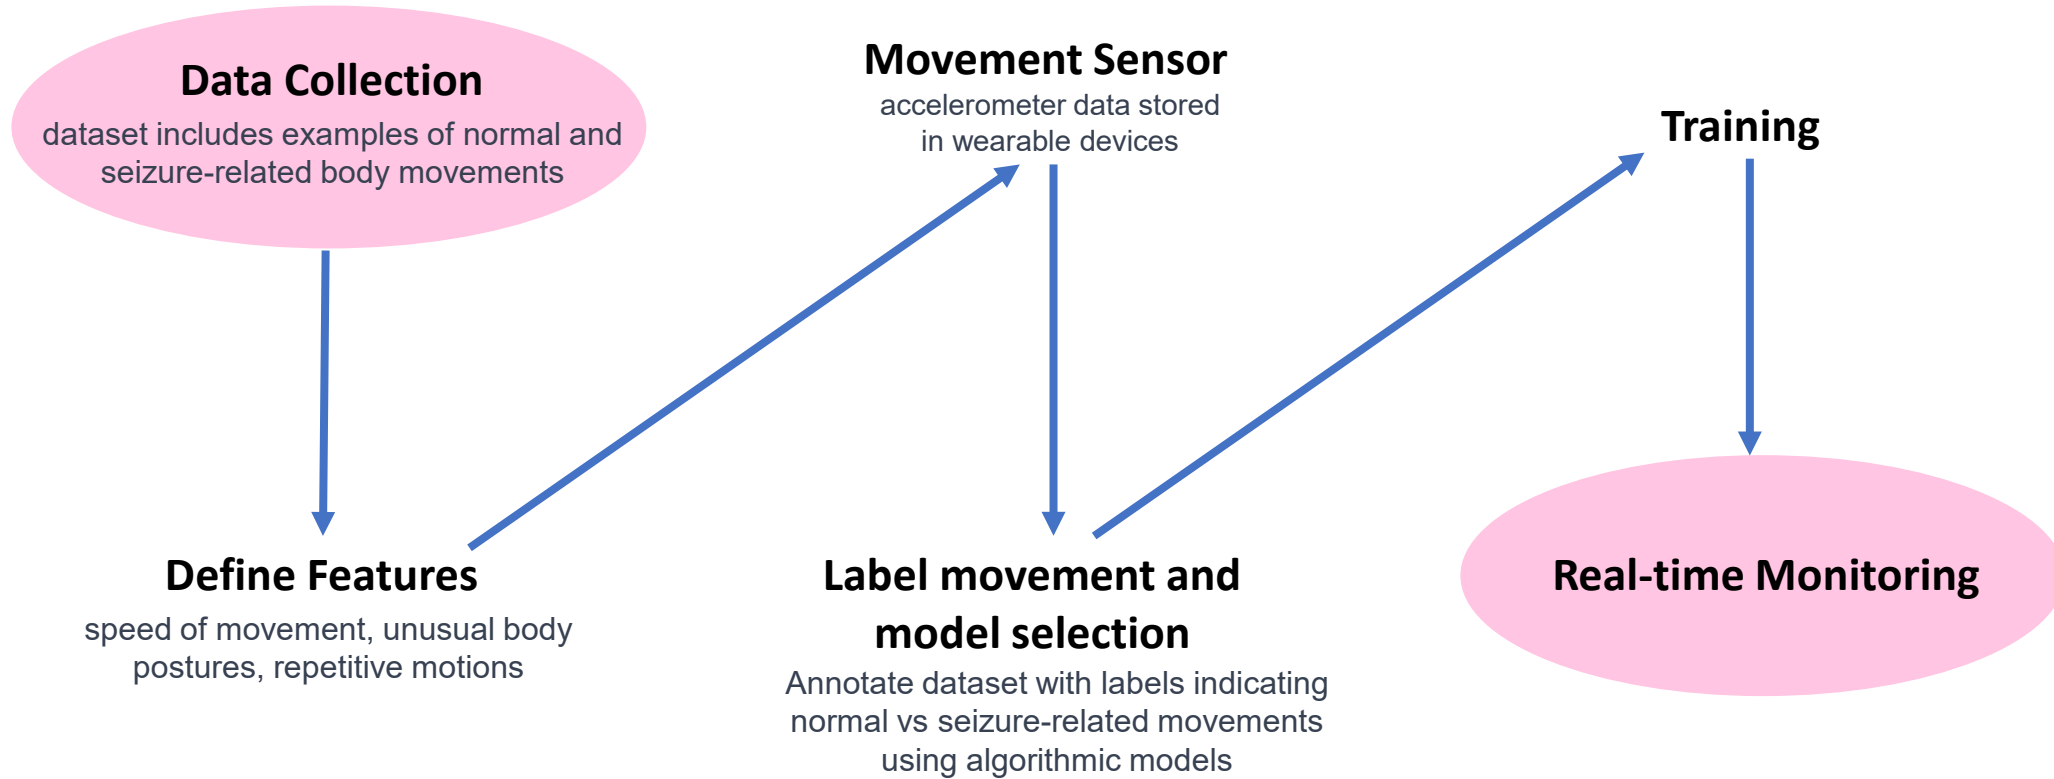 Data Collection
dataset includes examples of normal and
seizure-related body movements
Define Features
speed of movement, unusual body
postures, repetitive motions
Movement Sensor
accelerometer data stored
in wearable devices
Label movement and
model selection
Annotate dataset with labels indicating
normal vs seizure-related movements
using algorithmic models
Training
Real-time Monitoring